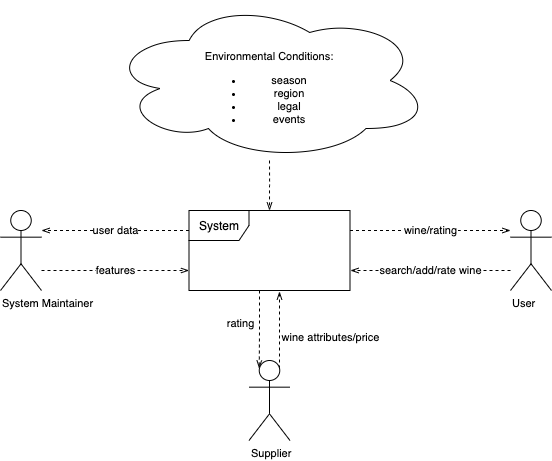 Environmental Conditions:
• season
• region
• legal
• events
System
user data
wine/rating
features
search/add/rate wine
System Maintainer
User
rating
wine attributes/price
Supplier